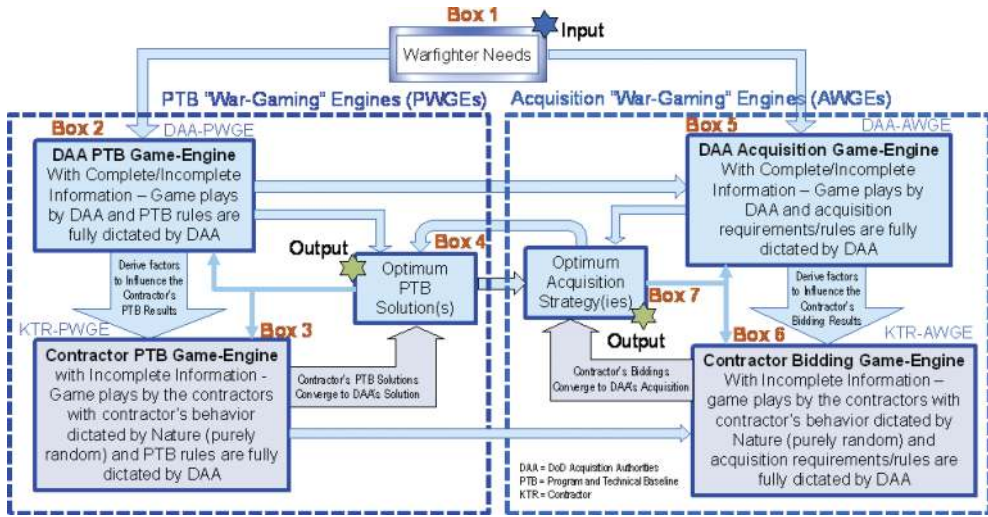 Box 1
Input
Warfighter Needs
PTB "War-Gaming" Engines (PWGEs)
Acquisition "War-Gaming" Engines (AWGEs)
Box 2
DAA-PWGE
DAA PTB Game-Engine
With Complete/Incomplete
Information – Game plays
by DAA and PTB rules are
fully dictated by DAA
Box 5
DAA-AWGE
DAA Acquisition Game-Engine
With Complete/Incomplete
Information – Game plays by
DAA and acquisition
requirements/rules are fully
dictated by DAA
Output
Box 4
Optimum
PTB
Solution(s)
Optimum
Acquisition
Strategy(ies)
Box 7
Output
Derive factors
to Influence the
Contractor's
PTB Results
Derive factors
to Influence the
Contractor's
Bidding Results
KTR-PWGE
Box 3
Contractor PTB Game-Engine
with Incomplete Information -
Game plays by the contractors
with contractor's behavior
dictated by Nature (purely
random) and PTB rules are fully
dictated by DAA
Contractor's PTB Solutions
Converge to DAA's Solution
Contractor's Biddings
Converge to DAA's Acquisition
Box 6
KTR-AWGE
Contractor Bidding Game-Engine
With Incomplete Information –
game plays by the contractors with
contractor's behavior dictated by
Nature (purely random) and
acquisition requirements/rules are
fully dictated by DAA
DAA = DoD Acquisition Authorities
PTB = Program and Technical Baseline
KTR = Contractor